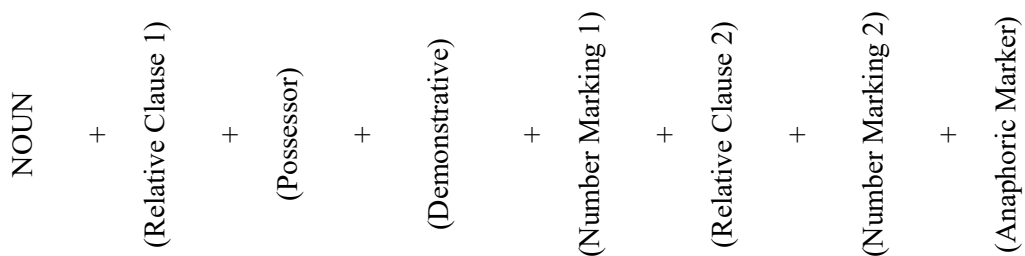 NOUN
+
(Relative Clause 1)
+
(Possessor)
+
(Demonstrative)
+
(Number Marking 1)
+
(Relative Clause 2)
+
(Number Marking 2)
+
(Anaphoric Marker)